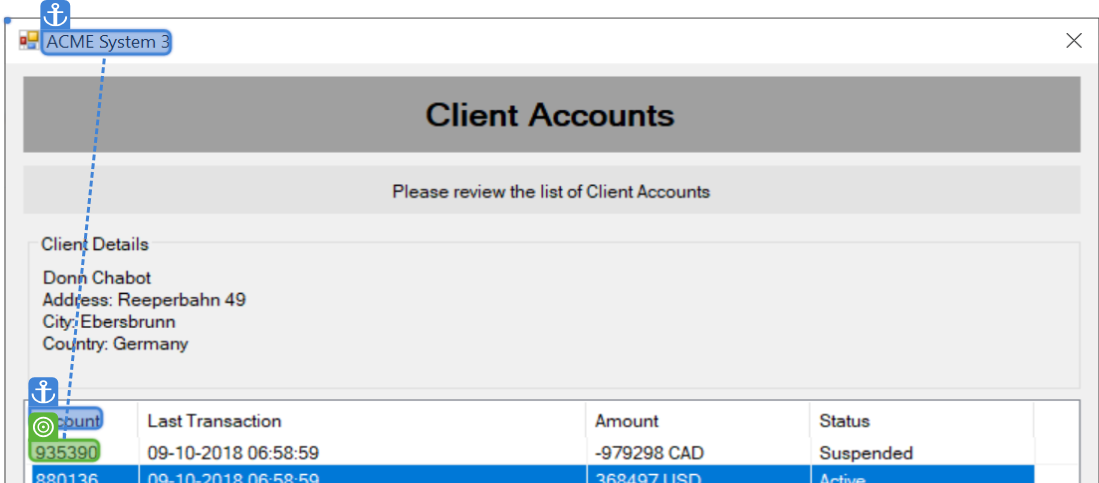 ACME System 3
Client Accounts
Please review the list of Client Accounts
Client Details
Donn Chabot
Address: Reeperbahn 49
City: Ebersbrunn
Country: Germany
Account Last Transaction Amount Status
935390 09-10-2018 06:58:59 -979298 CAD Suspended
880136 09-10-2018 06:58:59 368497 USD Active